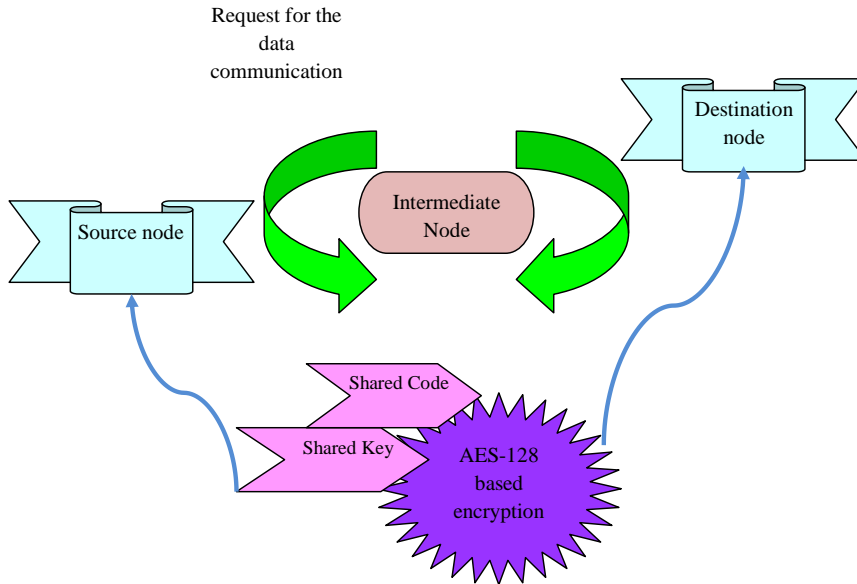 Request for the
data
communication
Destination
node
Intermediate
Node
Source node
Shared Code
Shared Key
AES-128
based
encryption